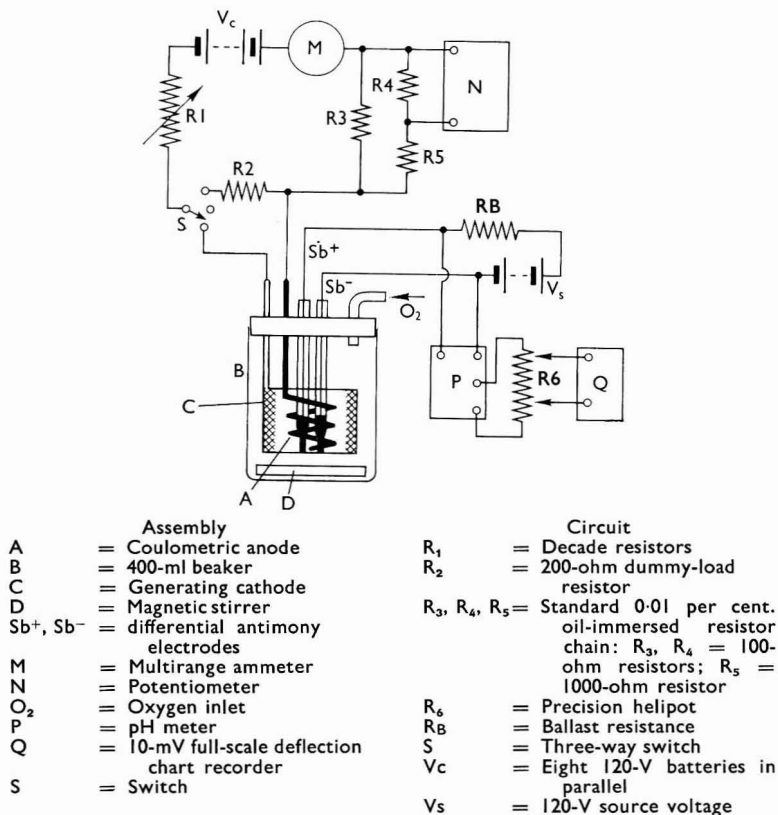 Vc
M
N
R1
R2
R3
R4
R5
S
RB
Sb+
Sb-
Vs
O2
B
C
P
R6
Q
A
D
Assembly
A = Coulometric anode
B = 400-ml beaker
C = Generating cathode
D = Magnetic stirrer
Sb+, Sb- = differential antimony
electrodes
M = Multirange ammeter
N = Potentiometer
O2 = Oxygen inlet
P = pH meter
Q = 10-mV full-scale deflection
chart recorder
S = Switch
Circuit
R1 = Decade resistors
R2 = 200-ohm dummy-load
resistor
R3, R4, R5 = Standard 0·01 per cent.
oil-immersed resistor
chain: R3, R4 = 100-
ohm resistors; R5 =
1000-ohm resistor
R6 = Precision helipot
RB = Ballast resistance
S = Three-way switch
Vc = Eight 120-V batteries in
parallel
Vs = 120-V source voltage